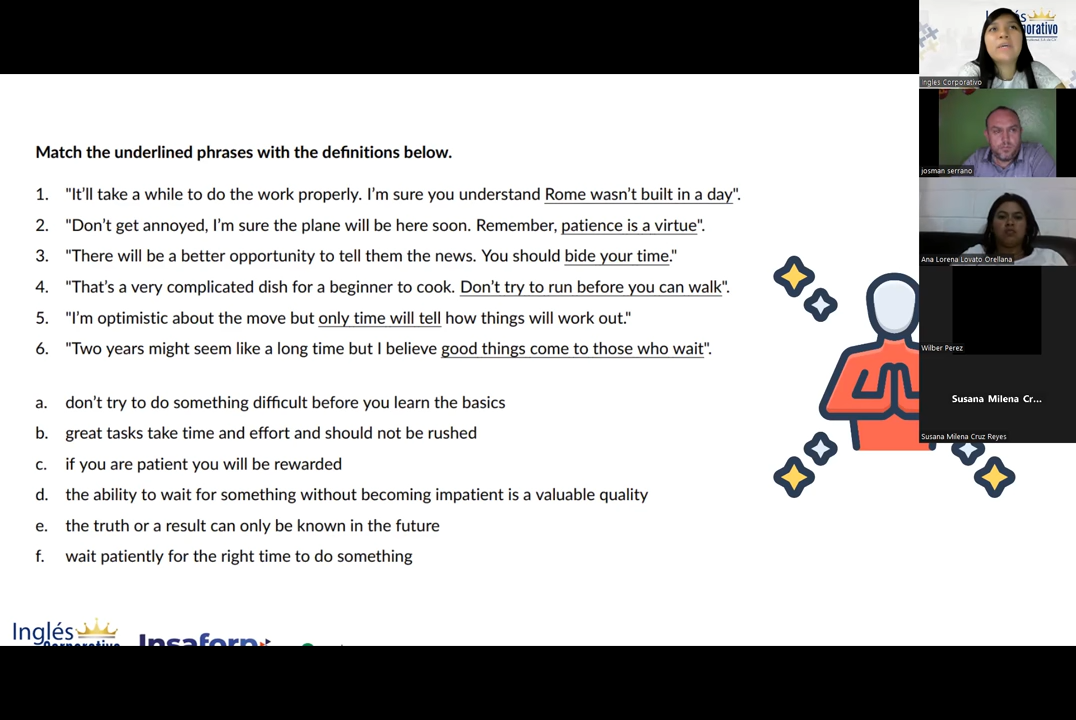 Match the underlined phrases with the definitions below.
1. "It'll take a while to do the work properly. I'm sure you understand Rome wasn't built in a day".
2. "Don't get annoyed, I'm sure the plane will be here soon. Remember, patience is a virtue".
3. "There will be a better opportunity to tell them the news. You should bide your time."
4. "That's a very complicated dish for a beginner to cook. Don't try to run before you can walk".
5. "I'm optimistic about the move but only time will tell how things will work out."
6. "Two years might seem like a long time but I believe good things come to those who wait".
a. don't try to do something difficult before you learn the basics
b. great tasks take time and effort and should not be rushed
c. if you are patient you will be rewarded
d. the ability to wait for something without becoming impatient is a valuable quality
e. the truth or a result can only be known in the future
f. wait patiently for the right time to do something
Inglés
Corporativo
Insaforp
Ingles Corporativo
josman serrano
Ana Lorena Lovato Orellana
Wilber Perez
Susana Milena Cr...
Susana Milena Cruz Reyes